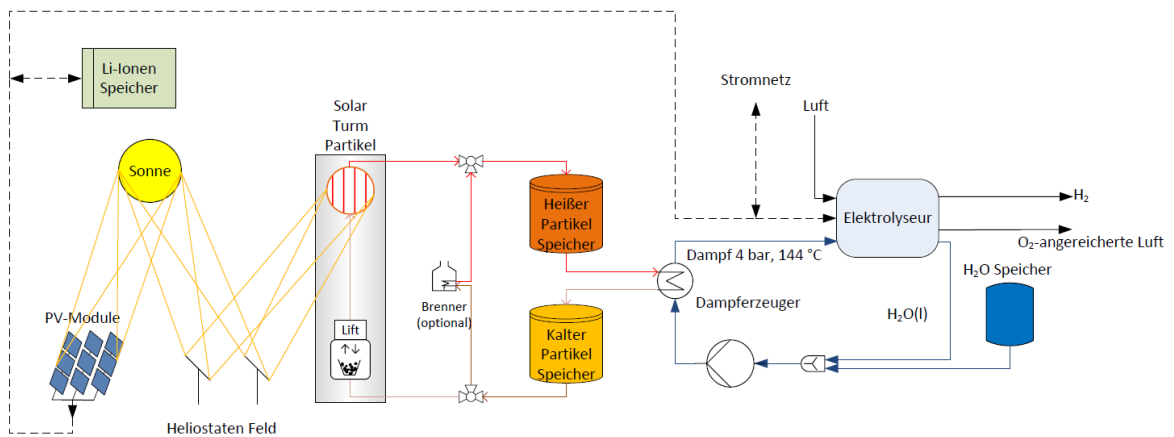 Li-Ionen
Speicher
Sonne
PV-Module
Heliostaten Feld
Solar
Turm
Partikel
Lift
Brenner
(optional)
Heißer
Partikel
Speicher
Kalter
Partikel
Speicher
Stromnetz
Luft
Elektrolyseur
H₂
O₂-angereicherte Luft
Dampf 4 bar, 144 °C
Dampferzeuger
H₂O Speicher
H₂O(l)